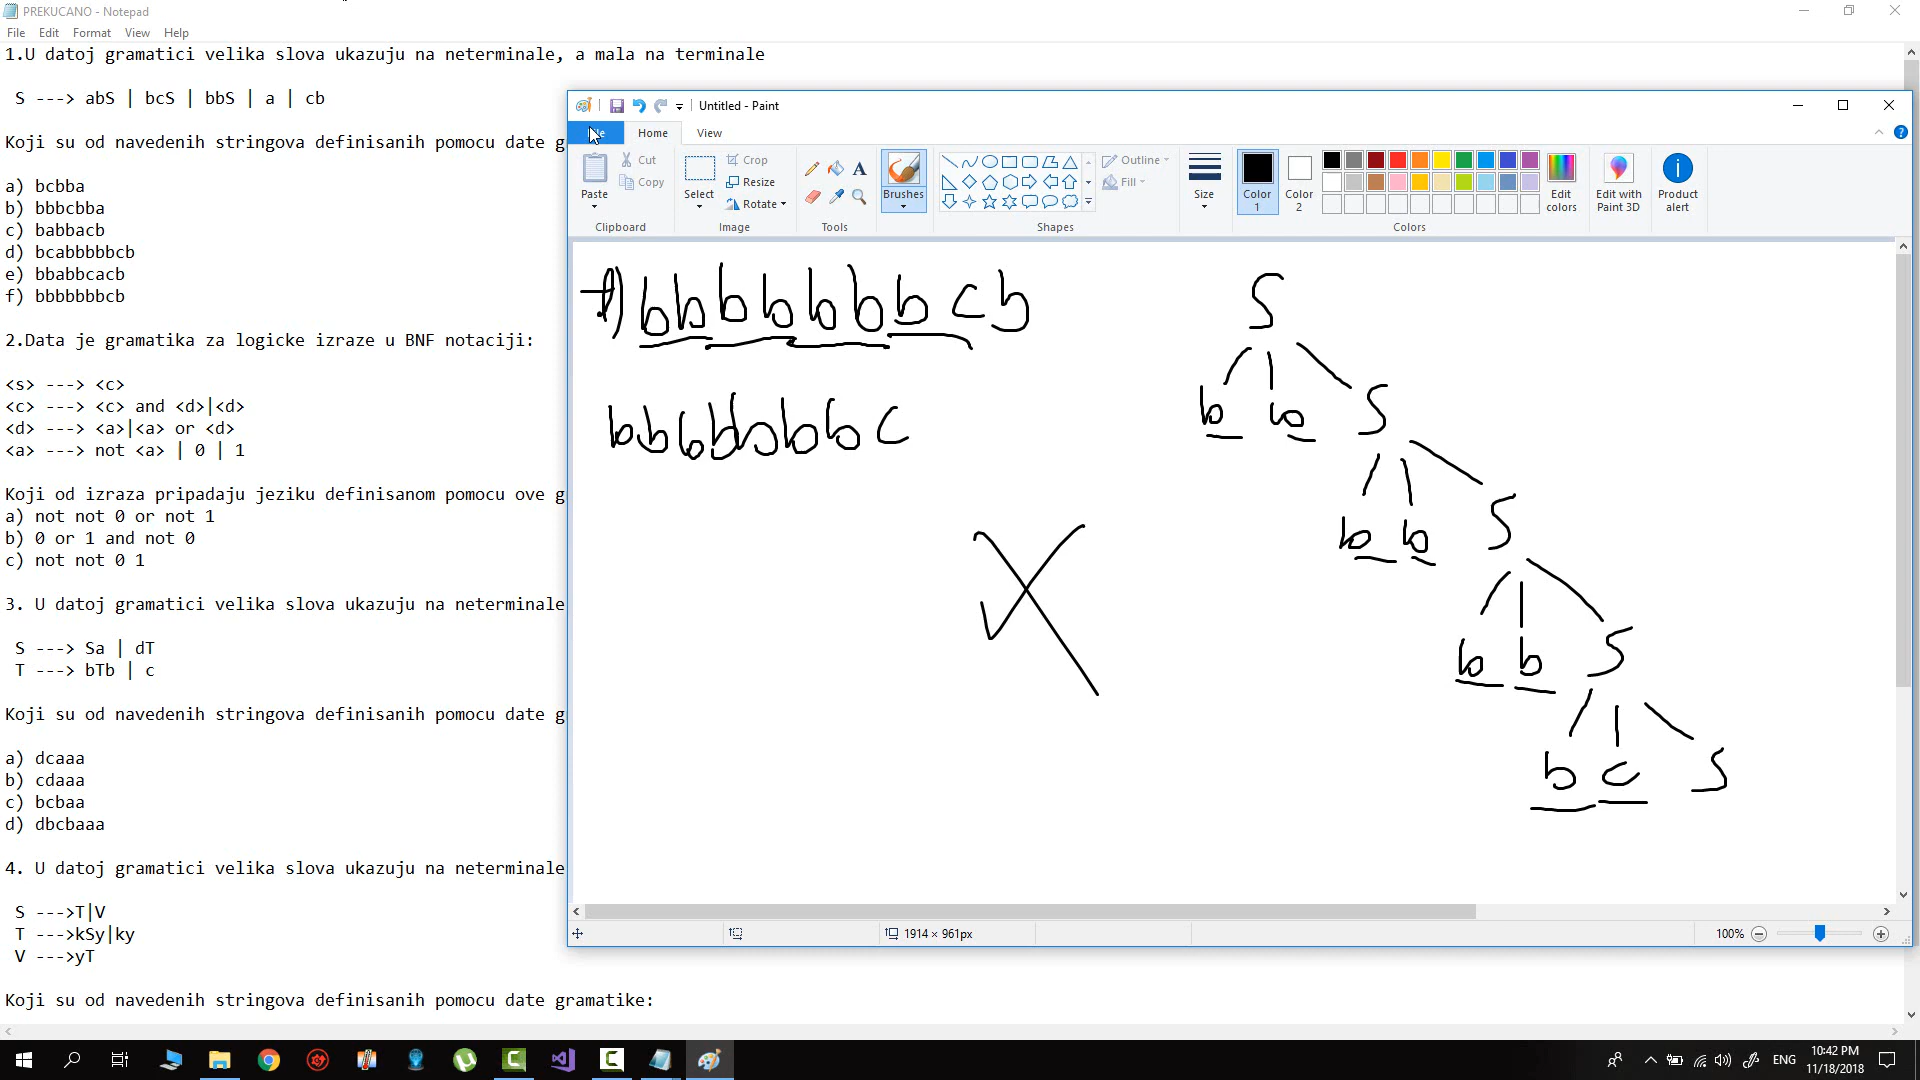 PREKUCANO - Notepad
File Edit Format View Help
1.U datoj gramatici velika slova ukazuju na neterminale, a mala na terminale
S ---> abS | bcS | bbS | a | cb
Koji su od navedenih stringova definisanih pomocu date g
a) bcbba
b) bbbcbba
c) babbacb
d) bcabbbbbcb
e) bbabbcacb
f) bbbbbbbcb
2.Data je gramatika za logicke izraze u BNF notaciji:
<s> ---> <c>
<c> ---> <c> and <d>|<d>
<d> ---> <a>|<a> or <d>
<a> ---> not <a> | 0 | 1
Koji od izraza pripadaju jeziku definisanom pomocu ove g
a) not not 0 or not 1
b) 0 or 1 and not 0
c) not not 0 1
3. U datoj gramatici velika slova ukazuju na neterminale
S ---> Sa | dT
T ---> bTb | c
Koji su od navedenih stringova definisanih pomocu date g
a) dcaaa
b) cdaaa
c) bcbaa
d) dbcbaaa
4. U datoj gramatici velika slova ukazuju na neterminale
S --->T|V
T --->kSy|ky
V --->yT
Koji su od navedenih stringova definisanih pomocu date gramatike:
Untitled - Paint
Home View
Paste Cut Copy Clipboard
Select Crop Resize Rotate Image
Tools
Brushes
Outline Fill Shapes
Size
Color 1 Color 2 Edit colors Colors
Edit with Paint 3D
Product alert
f) bbbbbbbcb
bbbbbbbc
S
b b S
b b S
b b S
b c S
1914 × 961px
100%
ENG
10:42 PM
11/18/2018